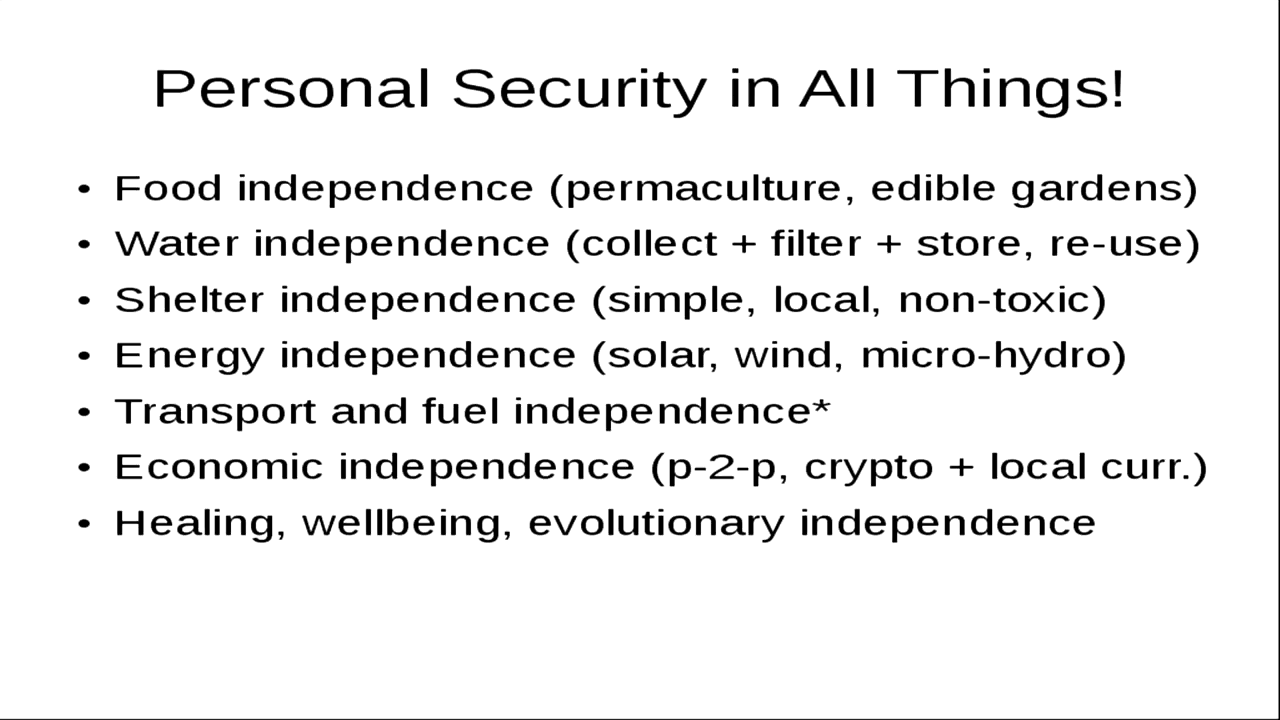 Personal Security in All Things!
• Food independence (permaculture, edible gardens)
• Water independence (collect + filter + store, re-use)
• Shelter independence (simple, local, non-toxic)
• Energy independence (solar, wind, micro-hydro)
• Transport and fuel independence*
• Economic independence (p-2-p, crypto + local curr.)
• Healing, wellbeing, evolutionary independence